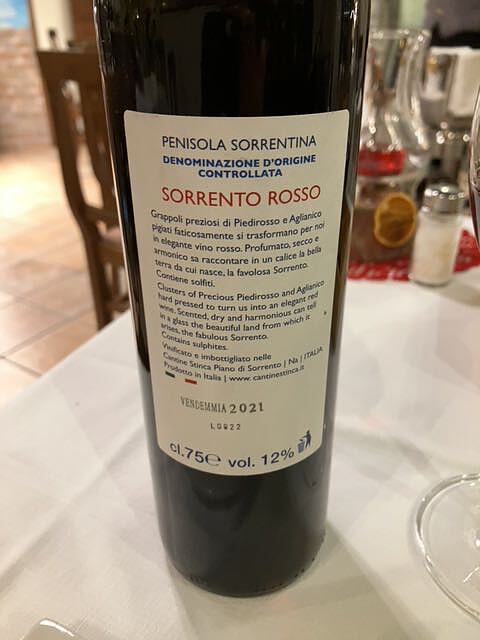 PENISOLA SORRENTINA
DENOMINAZIONE D'ORIGINE
CONTROLLATA
SORRENTO ROSSO
Grappoli preziosi di Piedirosso e Aglianico
pigiati faticosamente si trasformano per noi
in elegante vino rosso. Profumato, secco e
armonico sa raccontare in un calice la bella
terra da cui nasce, la favolosa Sorrento.
Contiene solfiti.
Clusters of Precious Piedirosso and Aglianico
hard pressed to turn us into an elegant red
wine. Scented, dry and harmonious can tell
in a glass the beautiful land from which it
arises, the fabulous Sorrento.
Contains sulphites.
Vinificato e imbottigliato nelle
Cantine Stinca Piano di Sorrento | Na | ITALIA
Prodotto in Italia | www.cantinestinca.it
VENDEMMIA 2021
L0922
cl.75e vol. 12%